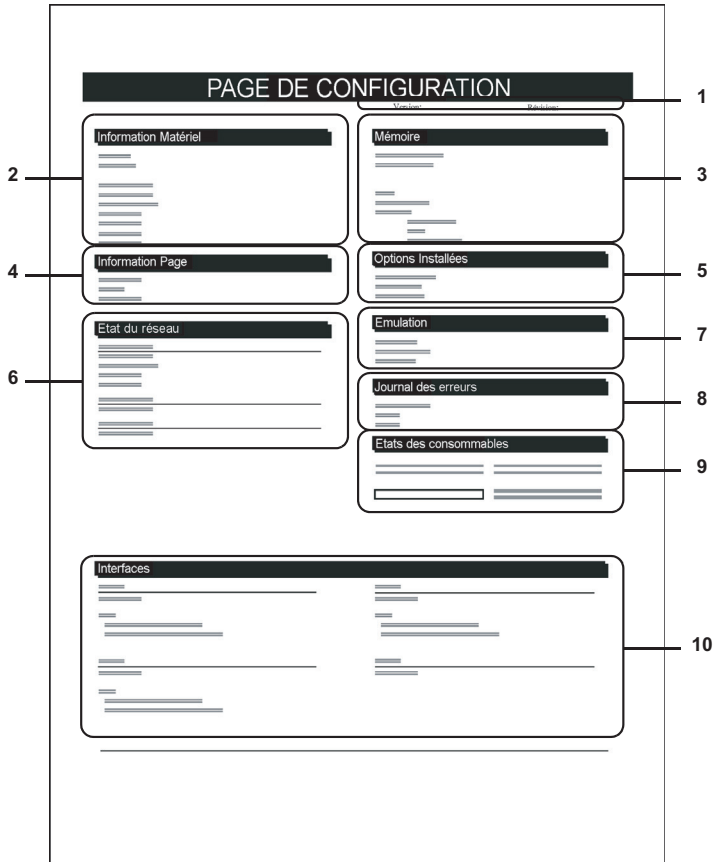 PAGE DE CONFIGURATION
1
Version: Révision:
Information Matériel
Mémoire
2
3
Information Page
Options Installées
4
5
Etat du réseau
Emulation
6
7
Journal des erreurs
8
Etats des consommables
9
Interfaces
10